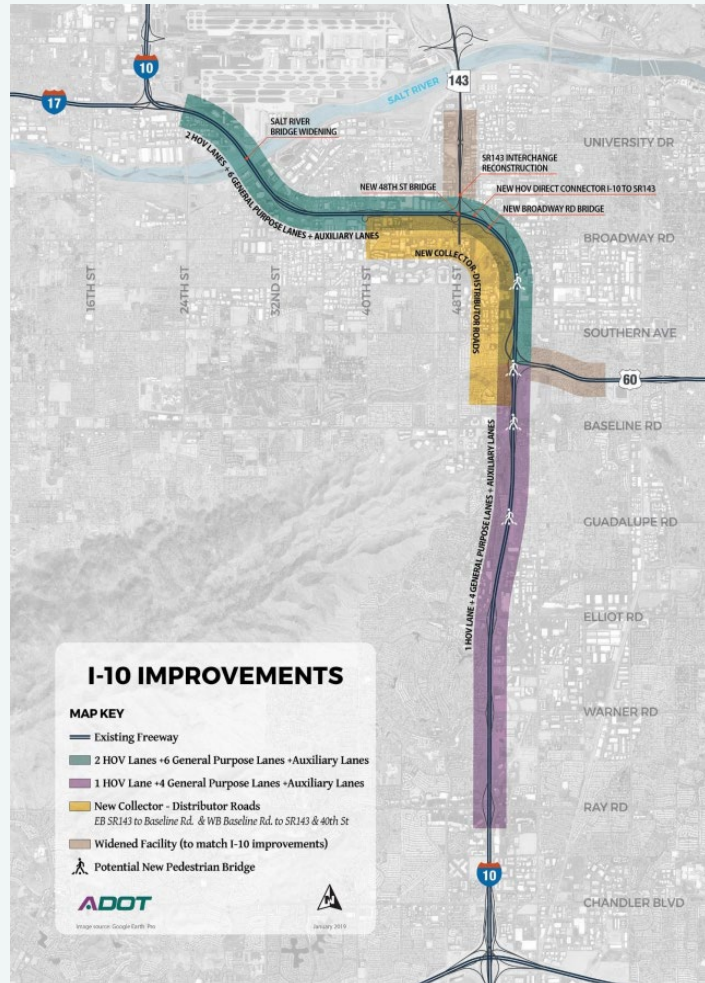 10
17
143
SALT RIVER
SALT RIVER
BRIDGE WIDENING
2 HOV LANES + 6 GENERAL PURPOSE LANES + AUXILIARY LANES
UNIVERSITY DR
SR143 INTERCHANGE
RECONSTRUCTION
NEW 48TH ST BRIDGE
NEW HOV DIRECT CONNECTOR I-10 TO SR143
NEW BROADWAY RD BRIDGE
BROADWAY RD
NEW COLLECTOR-DISTRIBUTOR ROADS
16TH ST
24TH ST
32ND ST
40TH ST
48TH ST
SOUTHERN AVE
60
BASELINE RD
1 HOV LANE + 4 GENERAL PURPOSE LANES + AUXILIARY LANES
GUADALUPE RD
ELLIOT RD
WARNER RD
RAY RD
10
CHANDLER BLVD
I-10 IMPROVEMENTS
MAP KEY
Existing Freeway
2 HOV Lanes +6 General Purpose Lanes +Auxiliary Lanes
1 HOV Lane +4 General Purpose Lanes +Auxiliary Lanes
New Collector - Distributor Roads
EB SR143 to Baseline Rd. & WB Baseline Rd. to SR143 & 40th St
Widened Facility (to match I-10 improvements)
Potential New Pedestrian Bridge
ADOT
N
Image source: Google Earth Pro
January 2019